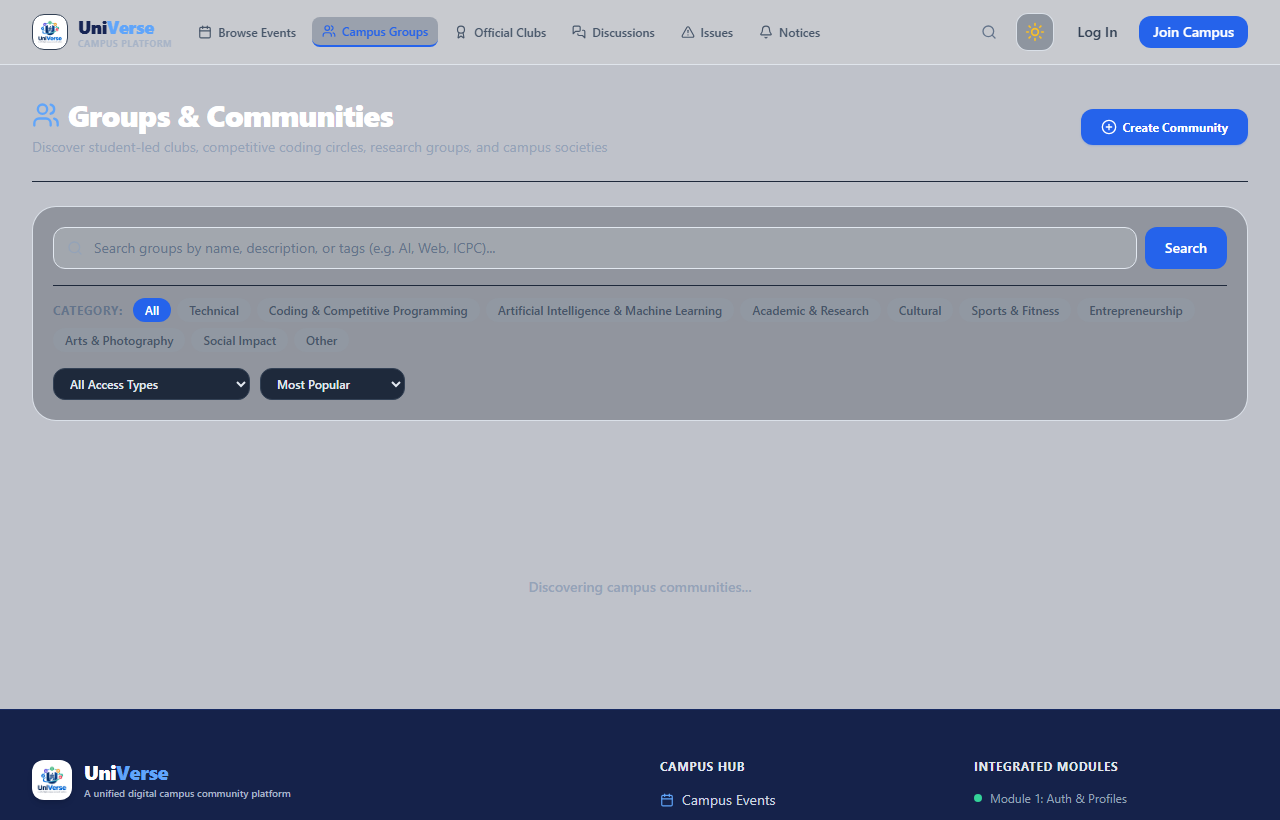 UniVerse
CAMPUS PLATFORM
Browse Events
Campus Groups
Official Clubs
Discussions
Issues
Notices
Log In
Join Campus
Groups & Communities
Discover student-led clubs, competitive coding circles, research groups, and campus societies
Create Community
Search groups by name, description, or tags (e.g. AI, Web, ICPC)...
Search
CATEGORY: All Technical Coding & Competitive Programming Artificial Intelligence & Machine Learning Academic & Research Cultural Sports & Fitness Entrepreneurship
Arts & Photography Social Impact Other
All Access Types Most Popular
Discovering campus communities...
UniVerse
UniVerse
A unified digital campus community platform
CAMPUS HUB
Campus Events
INTEGRATED MODULES
Module 1: Auth & Profiles